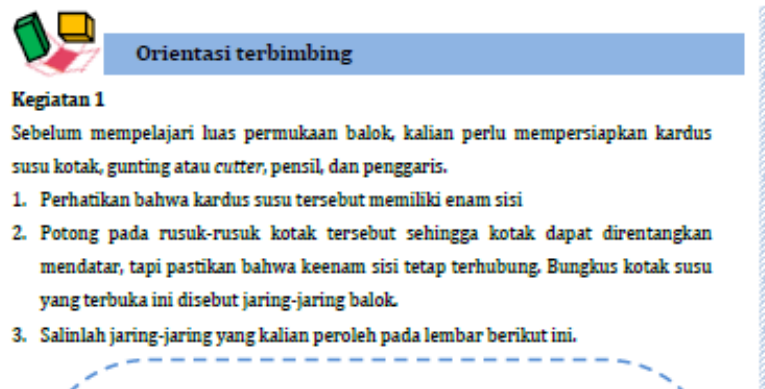 Orientasi terbimbing
Kegiatan 1
Sebelum mempelajari luas permukaan balok, kalian perlu mempersiapkan kardus
susu kotak, gunting atau cutter, pensil, dan penggaris.
1. Perhatikan bahwa kardus susu tersebut memiliki enam sisi
2. Potong pada rusuk-rusuk kotak tersebut sehingga kotak dapat direntangkan
mendatar, tapi pastikan bahwa keenam sisi tetap terhubung. Bungkus kotak susu
yang terbuka ini disebut jaring-jaring balok.
3. Salinlah jaring-jaring yang kalian peroleh pada lembar berikut ini.